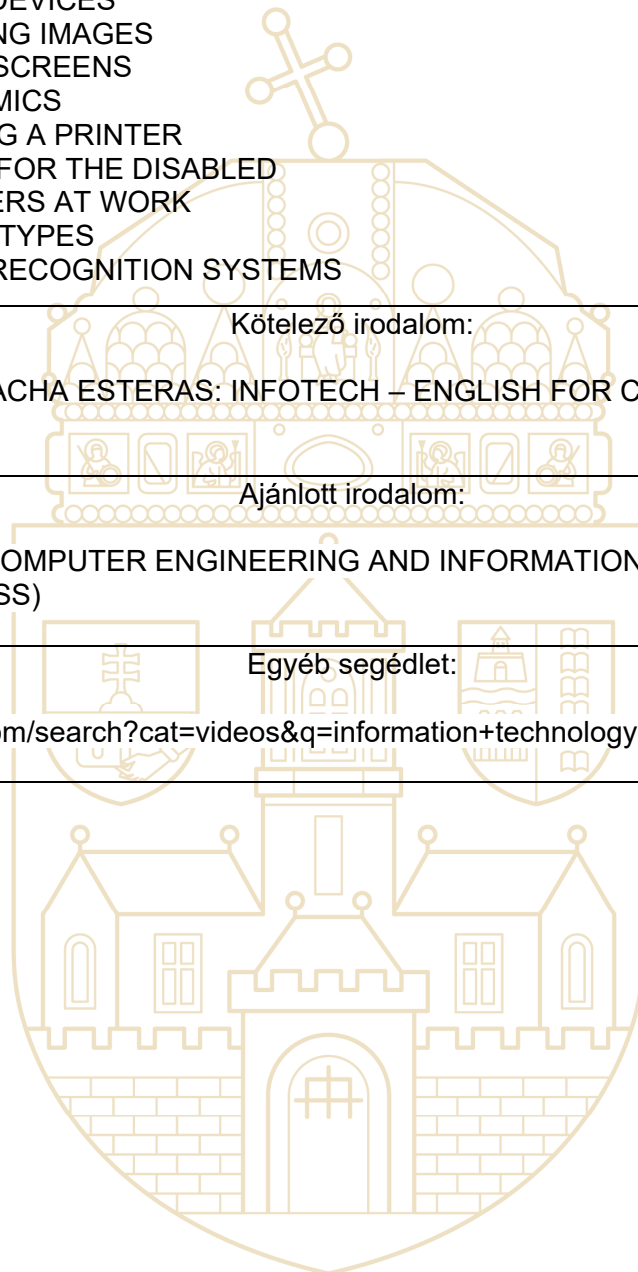 DEVICES
NG IMAGES
SCREENS
MICS
G A PRINTER
FOR THE DISABLED
ERS AT WORK
TYPES
RECOGNITION SYSTEMS
Kötelező irodalom:
ACHA ESTERAS: INFOTECH – ENGLISH FOR C
Ajánlott irodalom:
OMPUTER ENGINEERING AND INFORMATION
SS)
Egyéb segédlet:
om/search?cat=videos&q=information+technology